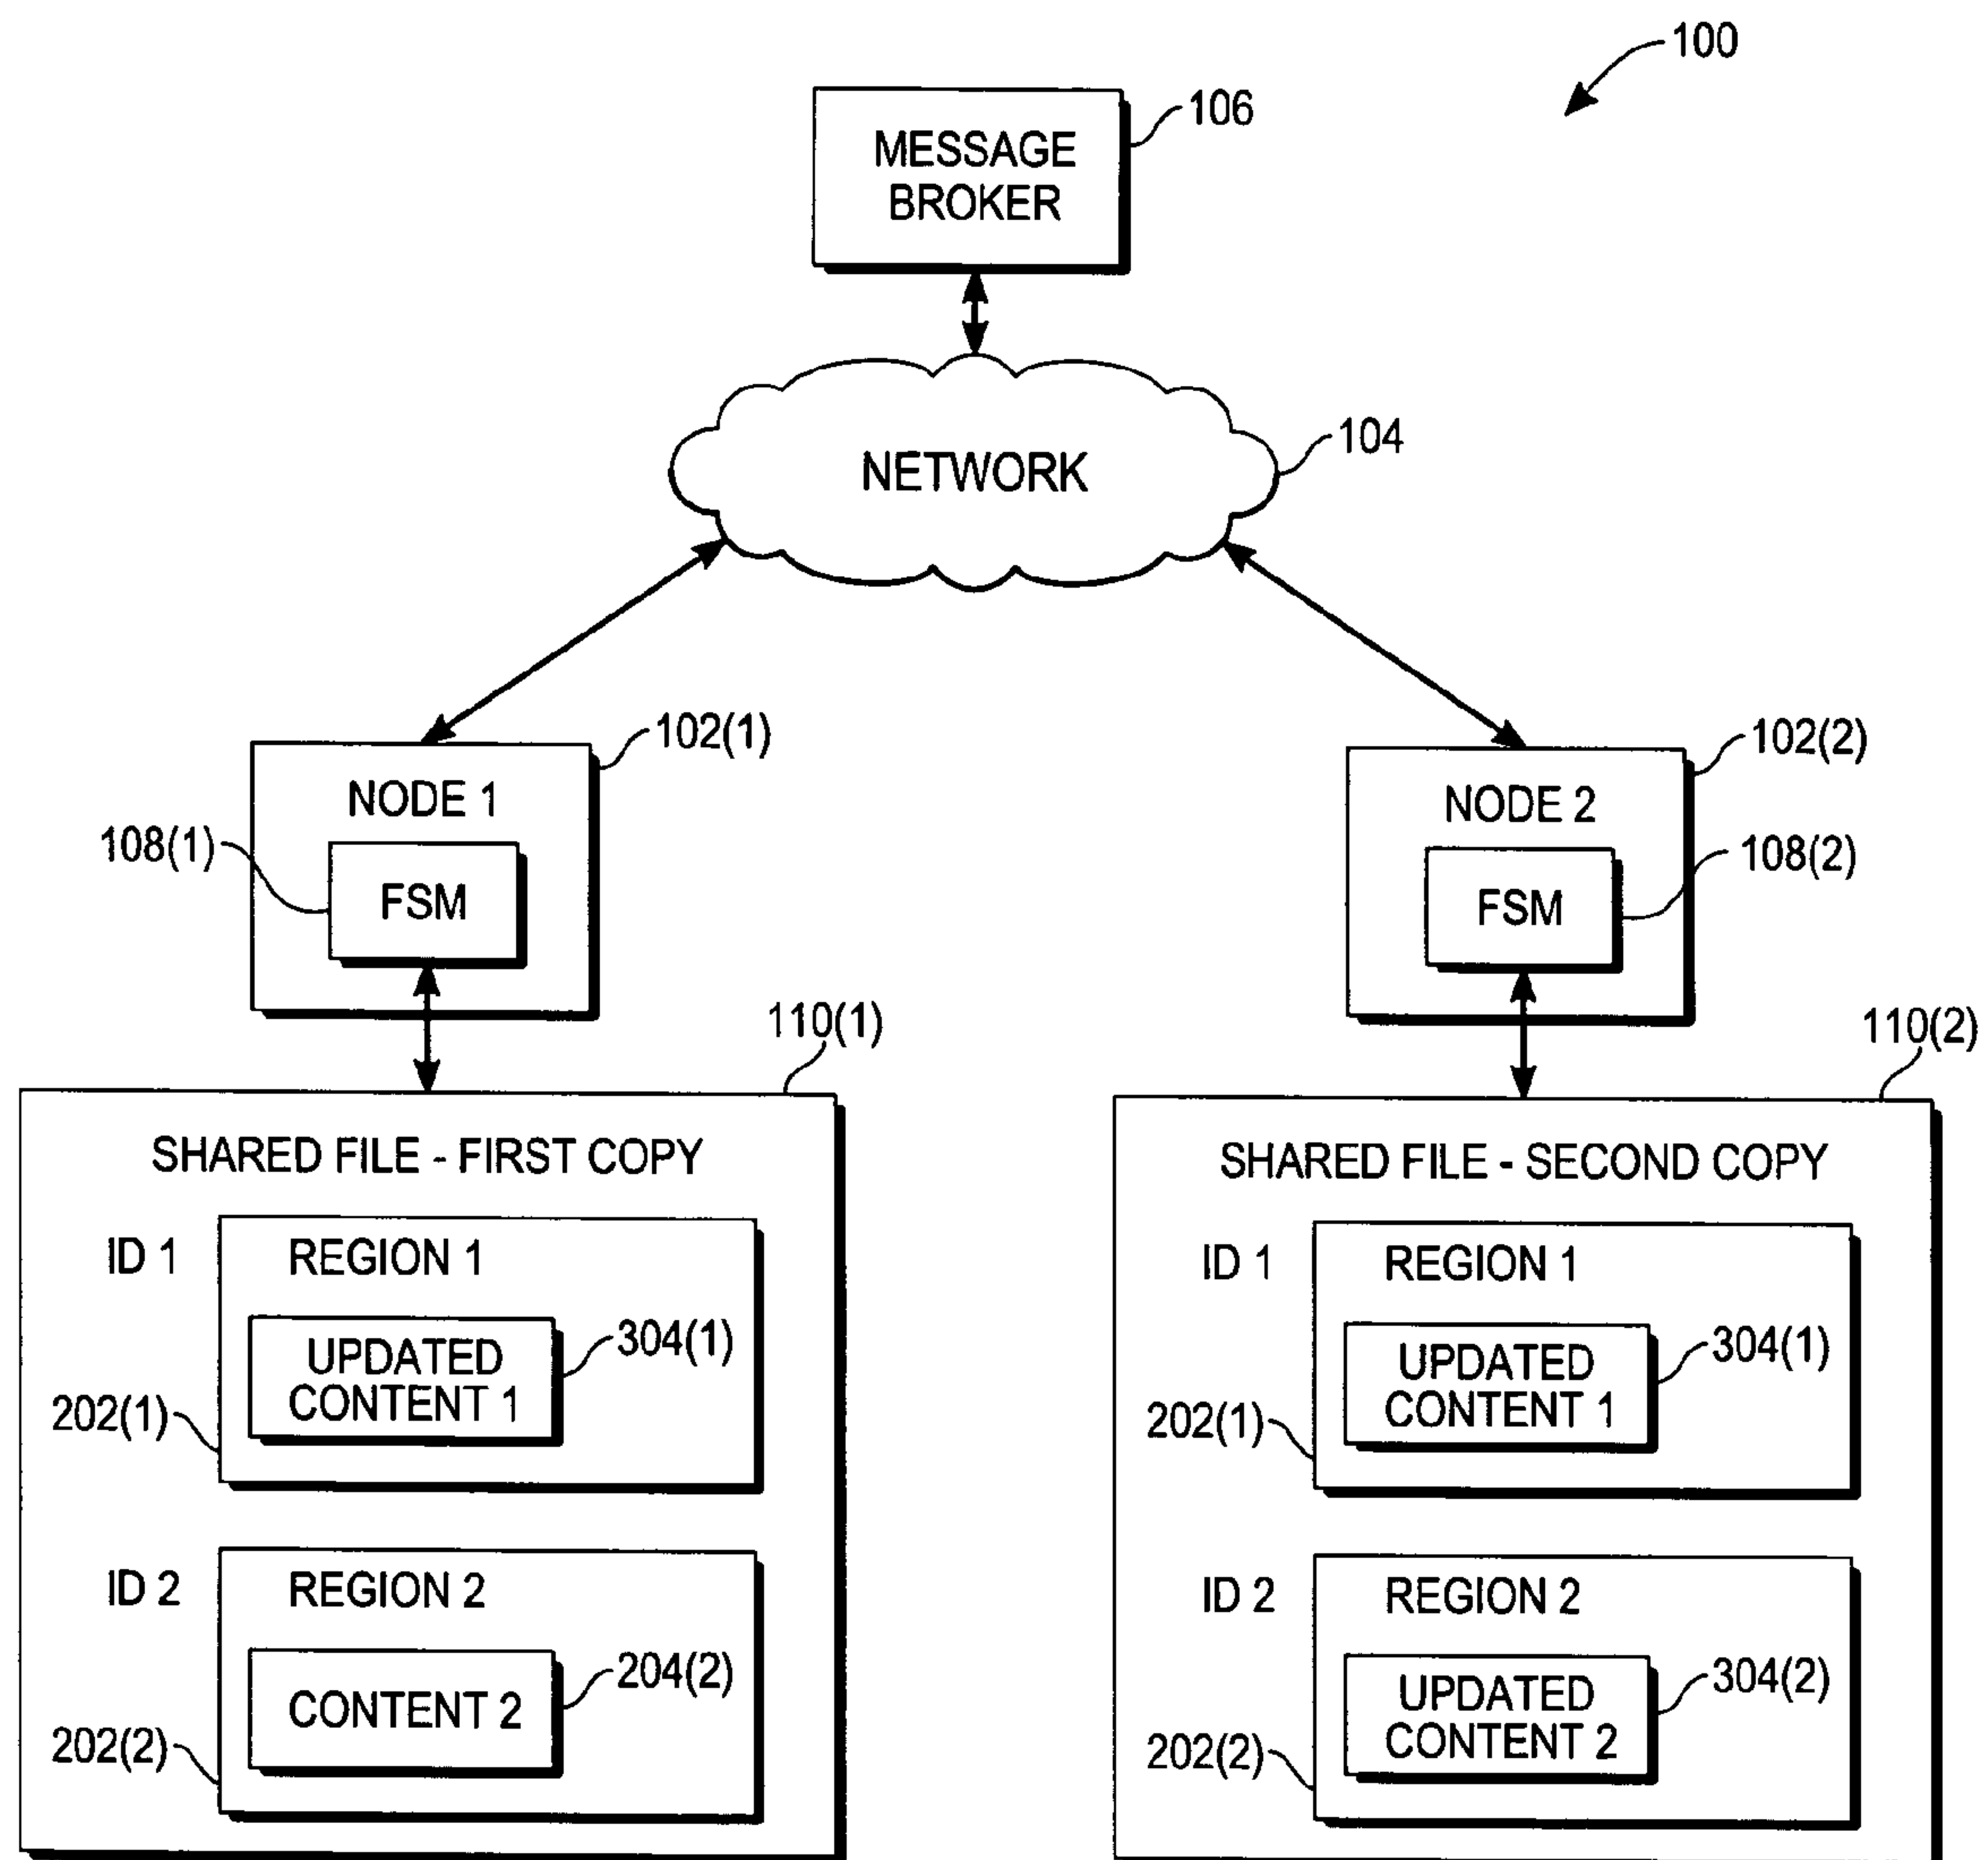 100
106
MESSAGE
BROKER
104
NETWORK
102(1)
NODE 1
108(1)
FSM
102(2)
NODE 2
108(2)
FSM
110(1)
SHARED FILE - FIRST COPY
ID 1
REGION 1
UPDATED
CONTENT 1
304(1)
202(1)
ID 2
REGION 2
CONTENT 2
204(2)
202(2)
110(2)
SHARED FILE - SECOND COPY
ID 1
REGION 1
UPDATED
CONTENT 1
304(1)
202(1)
ID 2
REGION 2
UPDATED
CONTENT 2
304(2)
202(2)